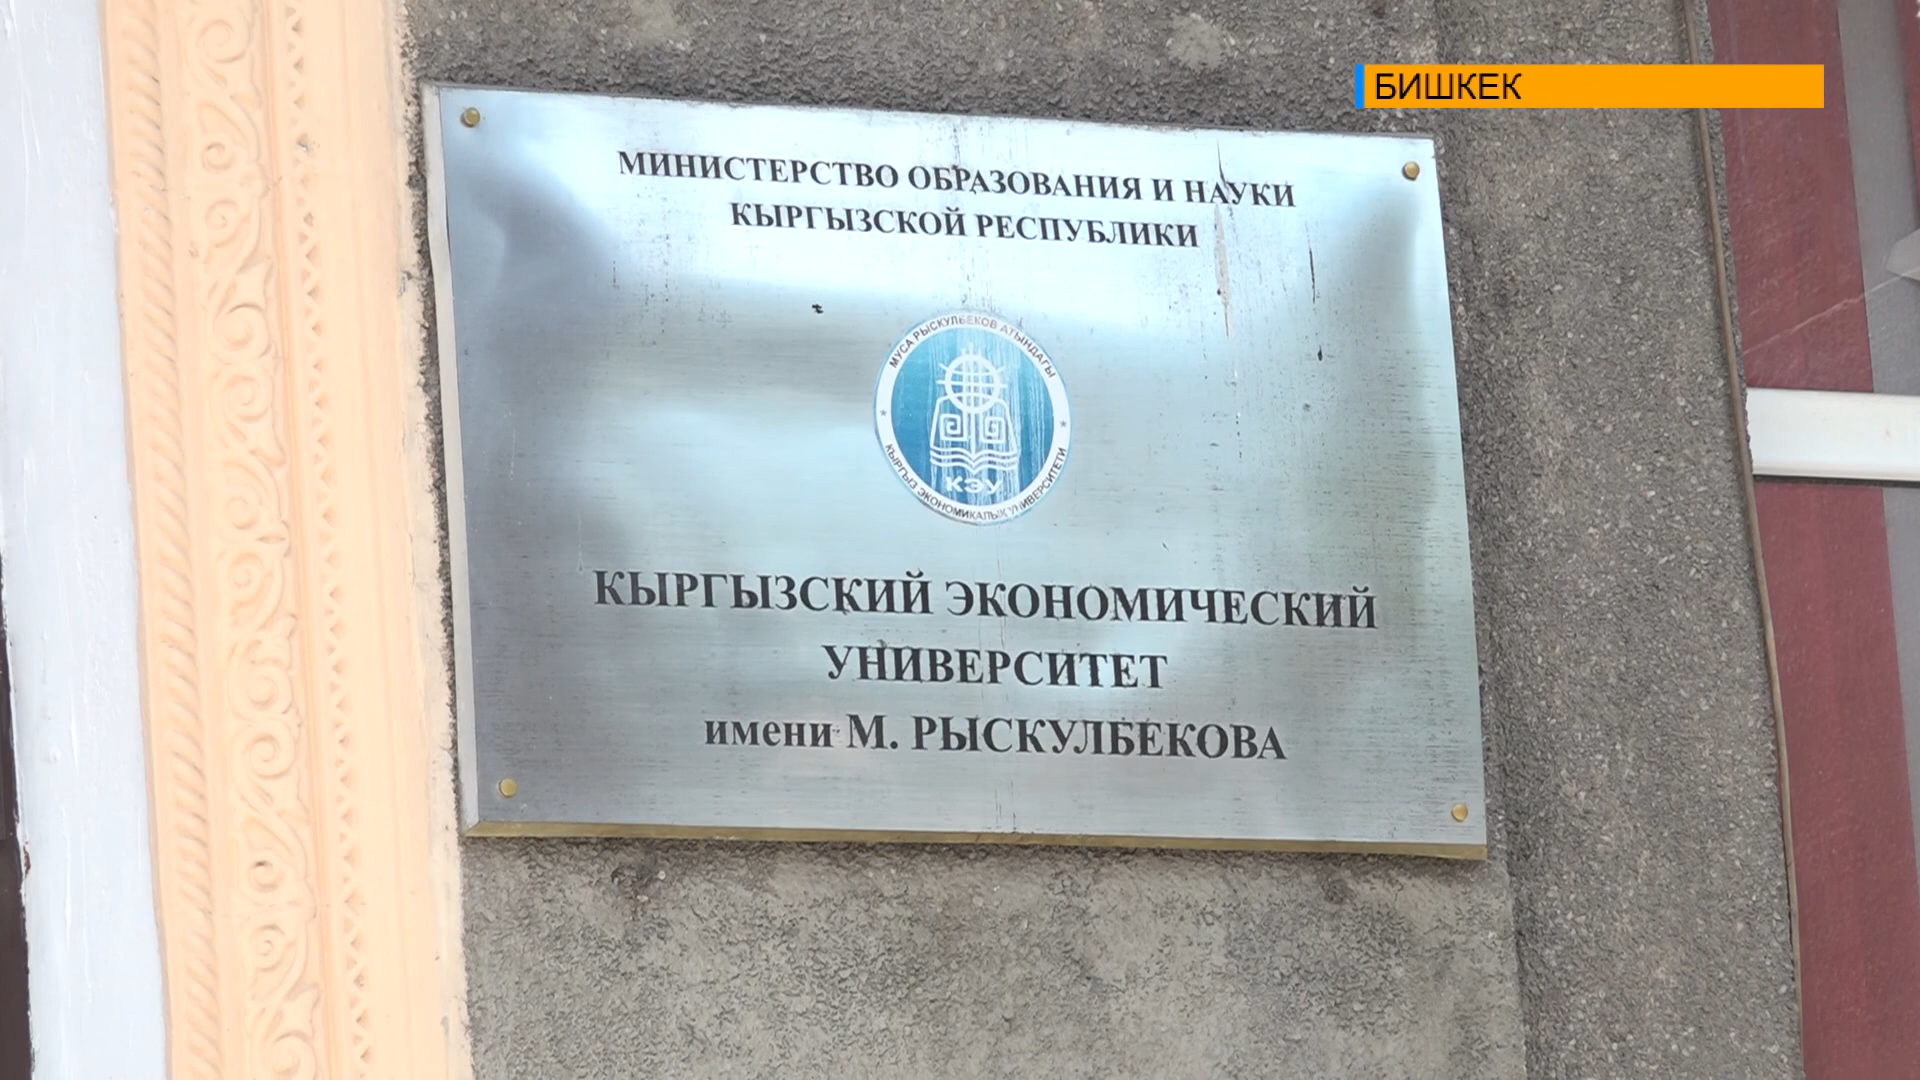 БИШКЕК
МИНИСТЕРСТВО ОБРАЗОВАНИЯ И НАУКИ
КЫРГЫЗСКОЙ РЕСПУБЛИКИ
МУСА РЫСКУЛБЕКОВ АТЫНДАГЫ
КЭУ
КЫРГЫЗ ЭКОНОМИКАЛЫК УНИВЕРСИТЕТИ
КЫРГЫЗСКИЙ ЭКОНОМИЧЕСКИЙ
УНИВЕРСИТЕТ
имени М. РЫСКУЛБЕКОВА